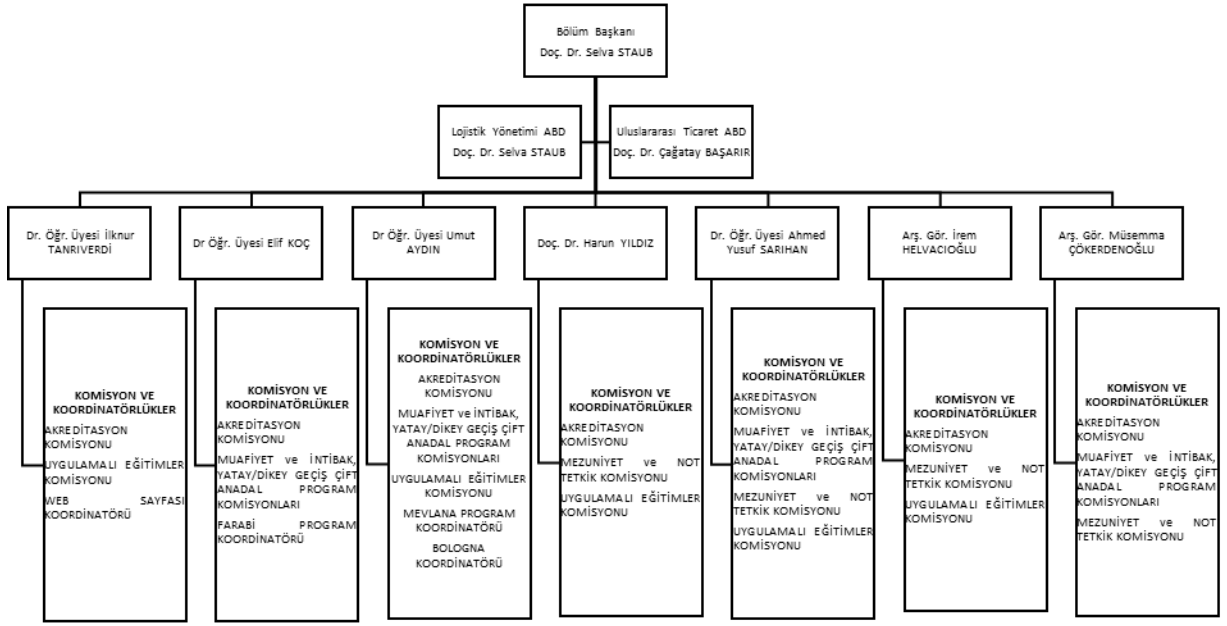 Bölüm Başkanı
Doç. Dr. Selva STAUB
Lojistik Yönetimi ABD
Doç. Dr. Selva STAUB
Uluslararası Ticaret ABD
Doç. Dr. Çağatay BAŞARIR
Dr. Öğr. Üyesi İlknur
TANRIVERDİ
Dr Öğr. Üyesi Elif KOÇ
Dr Öğr. Üyesi Umut
AYDIN
Doç. Dr. Harun YILDIZ
Dr. Öğr. Üyesi Ahmed
Yusuf SARIHAN
Arş. Gör. İrem
HELVACIOĞLU
Arş. Gör. Müsemma
ÇÖKERDENOĞLU
KOMİSYON VE
KOORDİNATÖRLÜKLER
AKREDİTASYON
KOMİSYONU
UYGULAMALI EĞİTİMLER
KOMİSYONU
WEB SAYFASI
KOORDİNATÖRÜ
KOMİSYON VE
KOORDİNATÖRLÜKLER
AKREDİTASYON
KOMİSYONU
MUAFİYET ve İNTİBAK,
YATAY/DİKEY GEÇİŞ ÇİFT
ANADAL PROGRAM
KOMİSYONLARI
FARABİ PROGRAM
KOORDİNATÖRÜ
KOMİSYON VE
KOORDİNATÖRLÜKLER
AKREDİTASYON
KOMİSYONU
MUAFİYET ve İNTİBAK,
YATAY/DİKEY GEÇİŞ ÇİFT
ANADAL PROGRAM
KOMİSYONLARI
UYGULAMALI EĞİTİMLER
KOMİSYONU
MEVLANA PROGRAM
KOORDİNATÖRÜ
BOLOGNA
KOORDİNATÖRÜ
KOMİSYON VE
KOORDİNATÖRLÜKLER
AKREDİTASYON
KOMİSYONU
MEZUNİYET ve NOT
TETKİK KOMİSYONU
UYGULAMALI EĞİTİMLER
KOMİSYONU
KOMİSYON VE
KOORDİNATÖRLÜKLER
AKREDİTASYON
KOMİSYONU
MUAFİYET ve İNTİBAK,
YATAY/DİKEY GEÇİŞ ÇİFT
ANADAL PROGRAM
KOMİSYONLARI
MEZUNİYET ve NOT
TETKİK KOMİSYONU
UYGULAMALI EĞİTİMLER
KOMİSYONU
KOMİSYON VE
KOORDİNATÖRLÜKLER
AKREDİTASYON
KOMİSYONU
MEZUNİYET ve NOT
TETKİK KOMİSYONU
UYGULAMALI EĞİTİMLER
KOMİSYONU
KOMİSYON VE
KOORDİNATÖRLÜKLER
AKREDİTASYON
KOMİSYONU
MUAFİYET ve İNTİBAK,
YATAY/DİKEY GEÇİŞ ÇİFT
ANADAL PROGRAM
KOMİSYONLARI
MEZUNİYET ve NOT
TETKİK KOMİSYONU